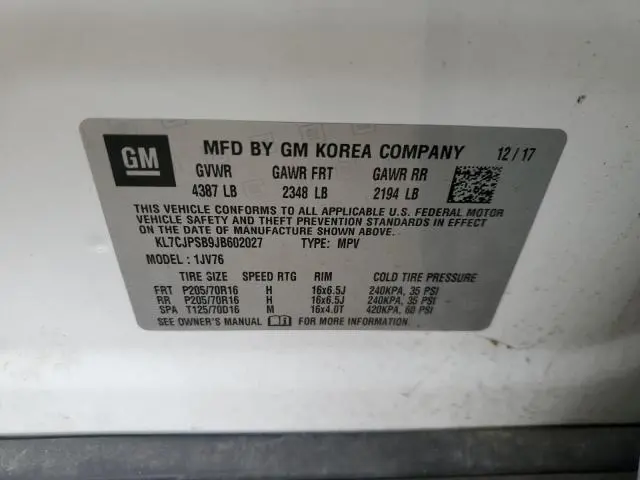 GM MFD BY GM KOREA COMPANY 12/17
GVWR GAWR FRT GAWR RR
4387 LB 2348 LB 2194 LB
THIS VEHICLE CONFORMS TO ALL APPLICABLE U.S. FEDERAL MOTOR
VEHICLE SAFETY AND THEFT PREVENTION STANDARDS IN EFFECT
ON THE DATE OF MANUFACTURE SHOWN ABOVE.
KL7CJPSB9JB602027 TYPE: MPV
MODEL: 1JV76
TIRE SIZE SPEED RTG RIM COLD TIRE PRESSURE
FRT P205/70R16 H 16x6.5J 240KPA, 35 PSI
RR P205/70R16 H 16x6.5J 240KPA, 35 PSI
SPA T125/70D16 M 16x4.0T 420KPA, 60 PSI
SEE OWNER'S MANUAL FOR MORE INFORMATION.